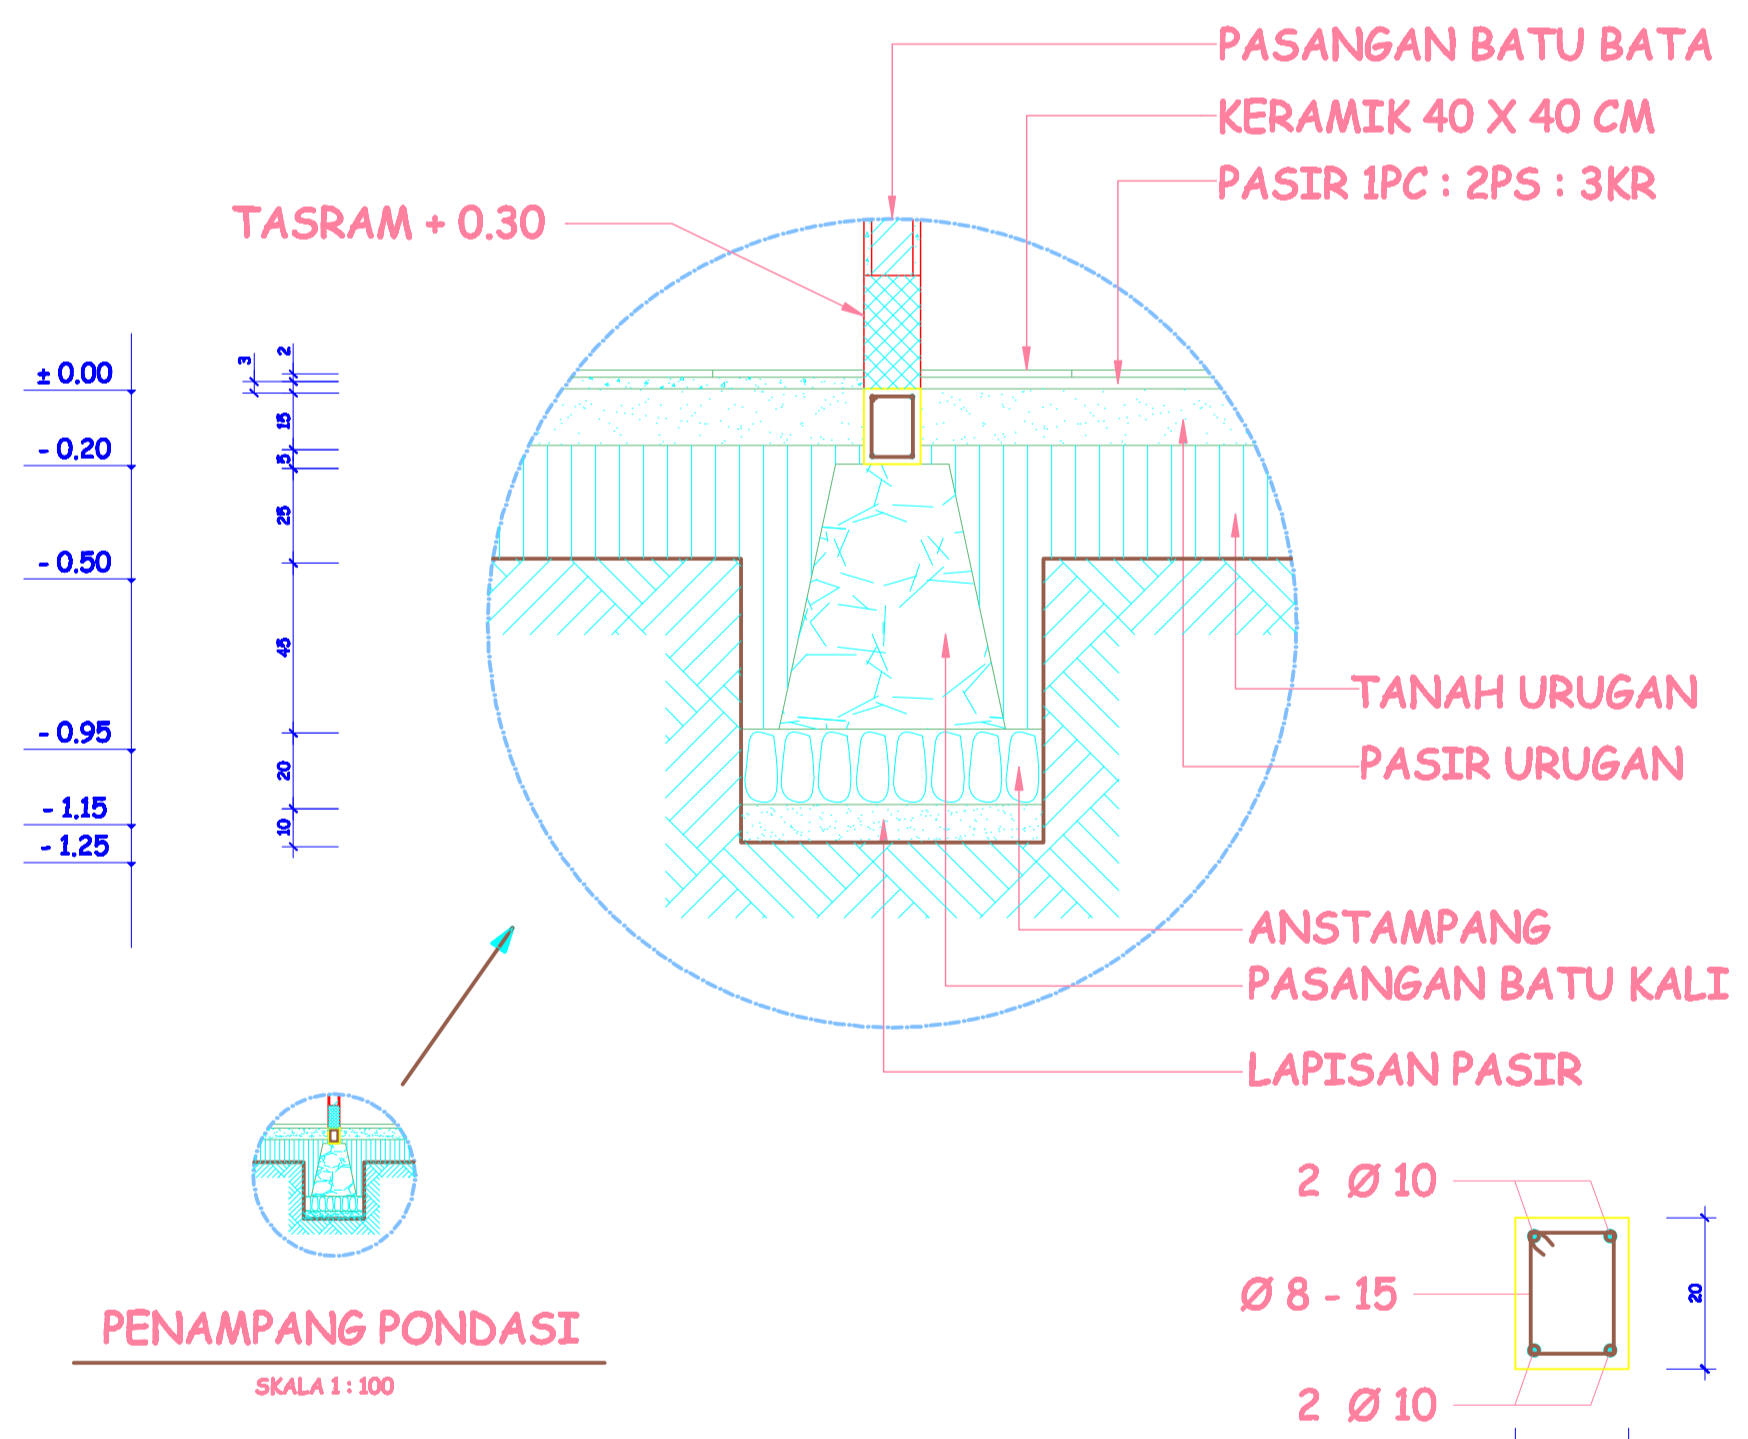 PASANGAN BATU BATA
KERAMIK 40 X 40 CM
PASIR 1PC : 2PS : 3KR
TASRAM + 0.30
± 0.00
- 0.20
- 0.50
- 0.95
- 1.15
- 1.25
3
2
15
5
25
45
20
10
TANAH URUGAN
PASIR URUGAN
ANSTAMPANG
PASANGAN BATU KALI
LAPISAN PASIR
PENAMPANG PONDASI
SKALA 1 : 100
2 Ø 10
Ø 8 - 15
20
2 Ø 10